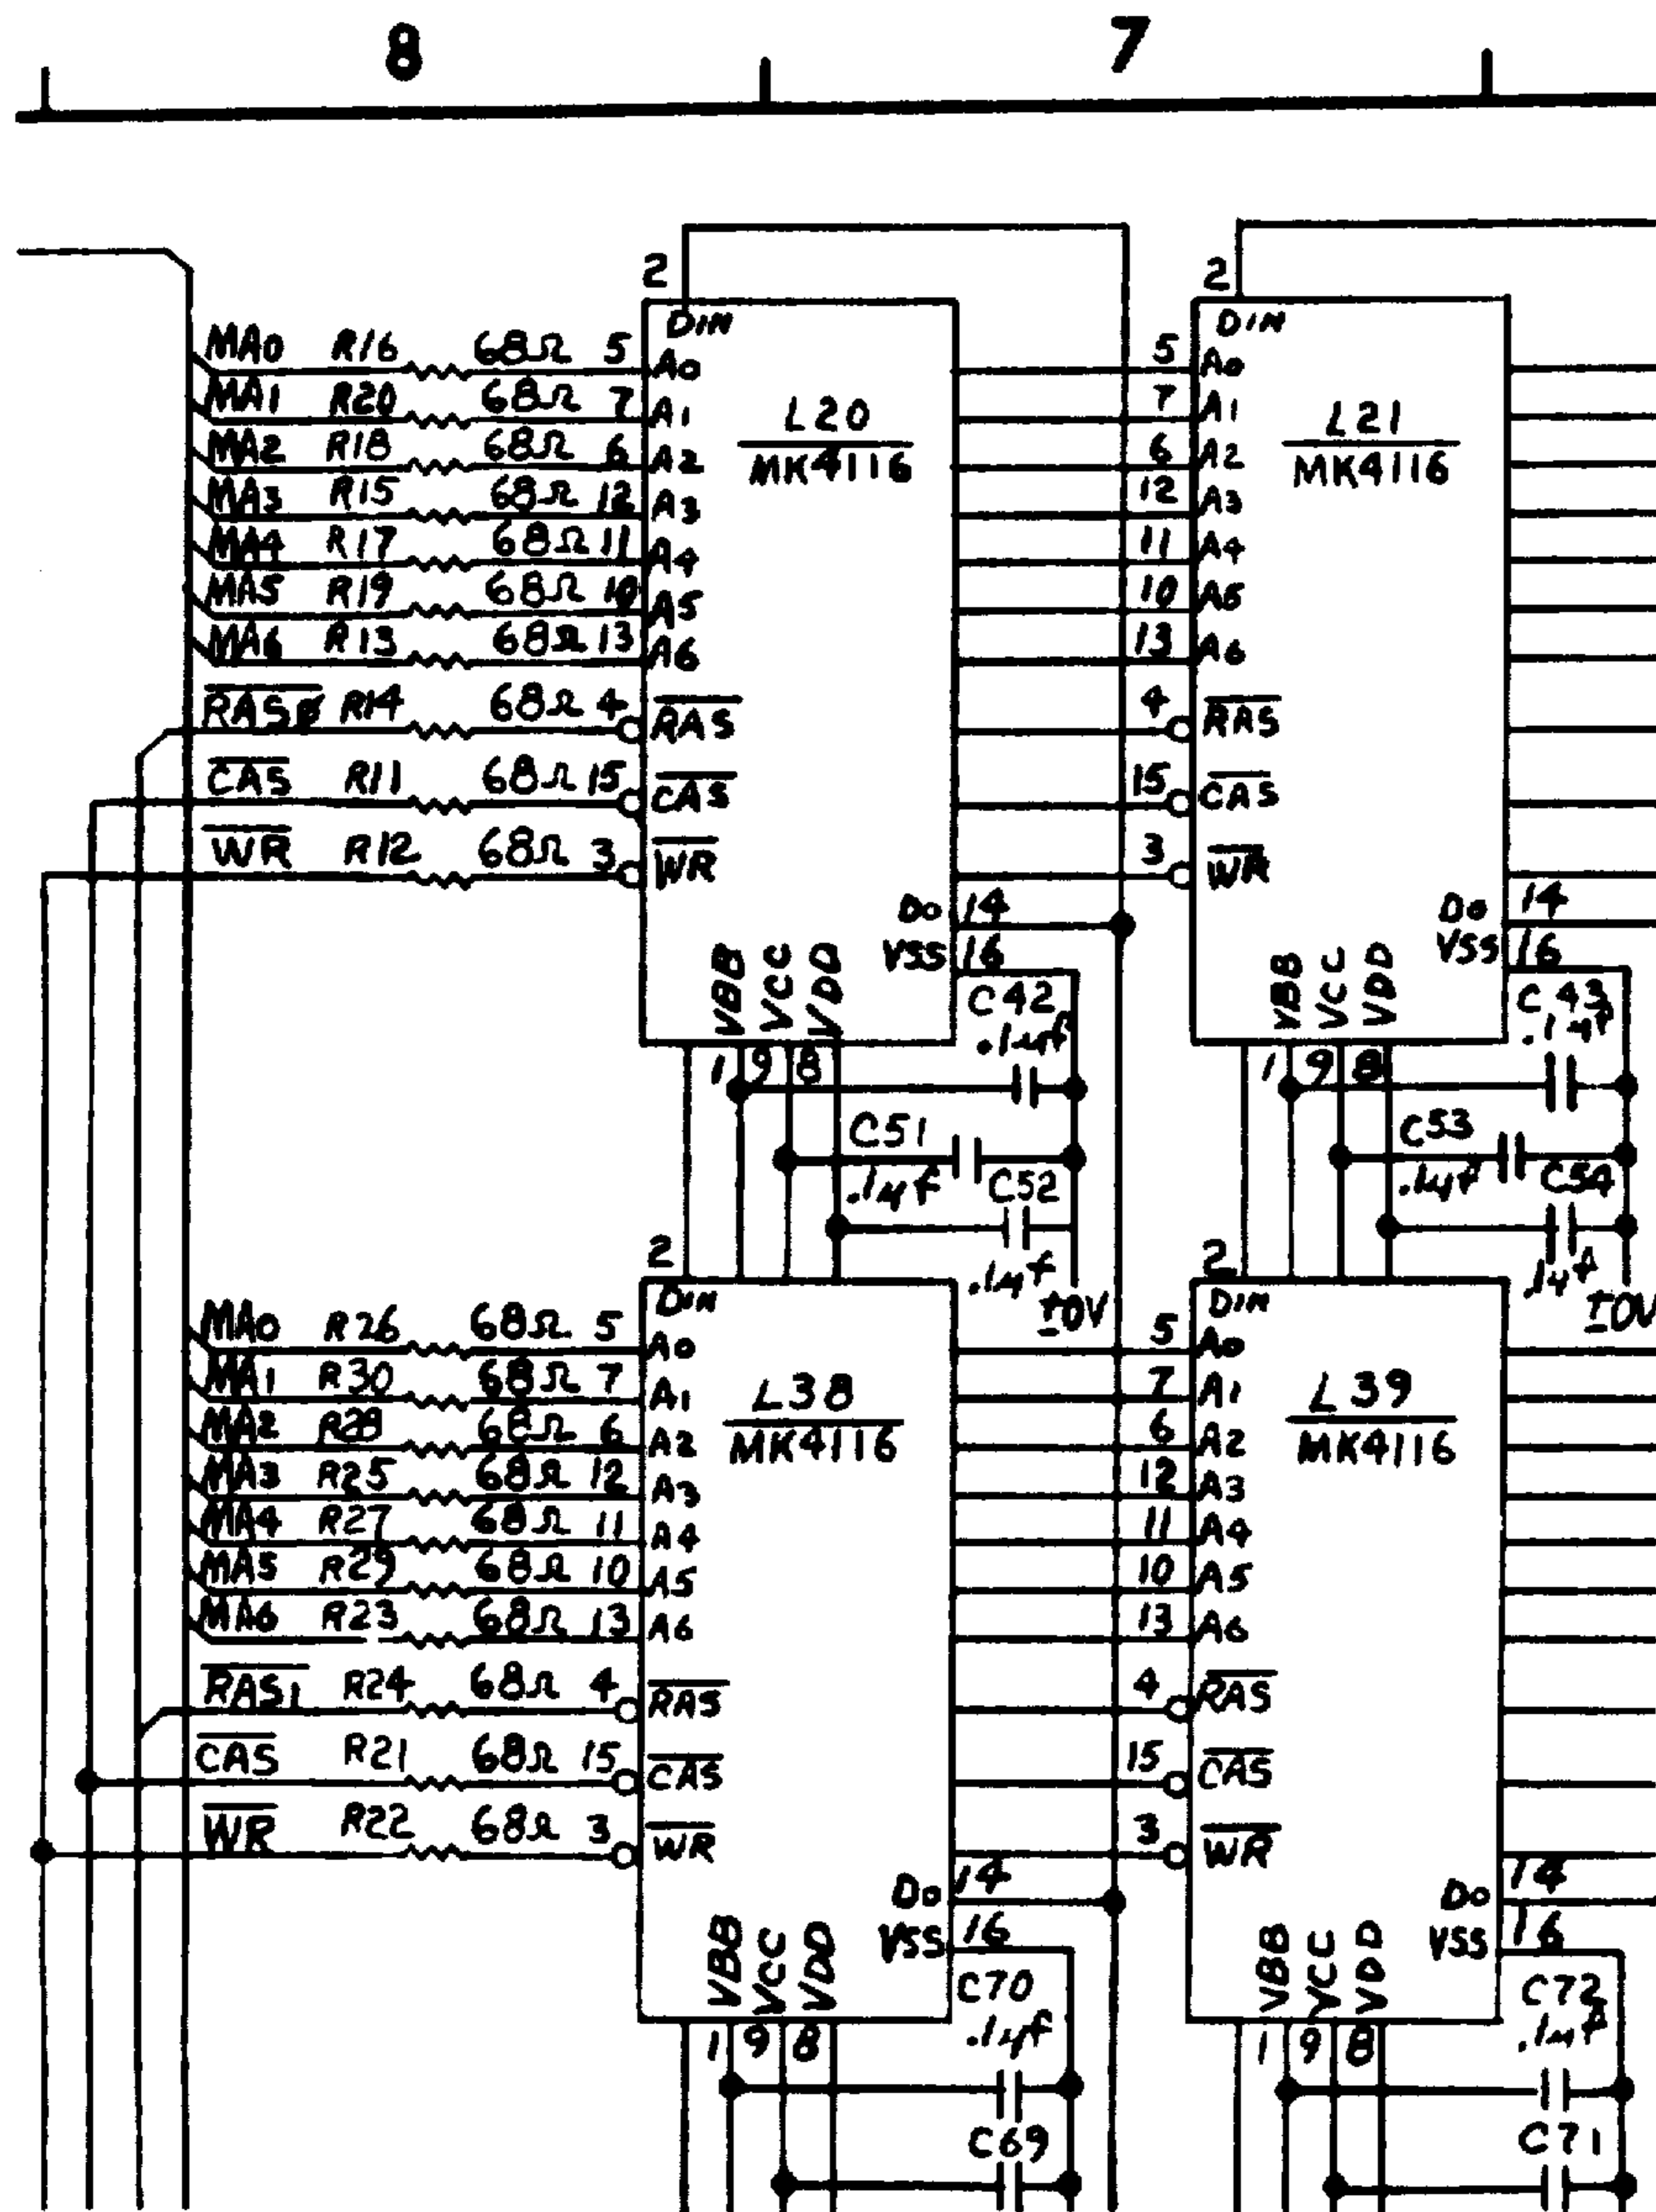 8 7
2 2
DIN DIN
MA0 R16 68Ω 5 A0 5 A0
MA1 R20 68Ω 7 A1 7 A1
L20 L21
MA2 R18 68Ω 6 A2 6 A2
MK4116 MK4116
MA3 R15 68Ω 12 A3 12 A3
MA4 R17 68Ω 11 A4 11 A4
MA5 R19 68Ω 10 A5 10 A5
MA6 R13 68Ω 13 A6 13 A6
RAS0 R14 68Ω 4 RAS 4 RAS
CAS R11 68Ω 15 CAS 15 CAS
WR R12 68Ω 3 WR 3 WR
D0 14 D0 14
VSS 16 VSS 16
VBB VCC VDD VBB VCC VDD
C42 C43
.1µf .1µf
1 9 8 1 9 8
C51 C53
.1µf C52 .1µf C54
2 .1µf 2 .1µf
DIN ±0V DIN ±0V
MA0 R26 68Ω 5 A0 5 A0
MA1 R30 68Ω 7 A1 7 A1
L38 L39
MA2 R28 68Ω 6 A2 6 A2
MK4116 MK4116
MA3 R25 68Ω 12 A3 12 A3
MA4 R27 68Ω 11 A4 11 A4
MA5 R29 68Ω 10 A5 10 A5
MA6 R23 68Ω 13 A6 13 A6
RAS1 R24 68Ω 4 RAS 4 RAS
CAS R21 68Ω 15 CAS 15 CAS
WR R22 68Ω 3 WR 3 WR
D0 14 D0 14
VSS 16 VSS 16
VBB VCC VDD VBB VCC VDD
C70 C72
.1µf .1µf
1 9 8 1 9 8
C69 C71